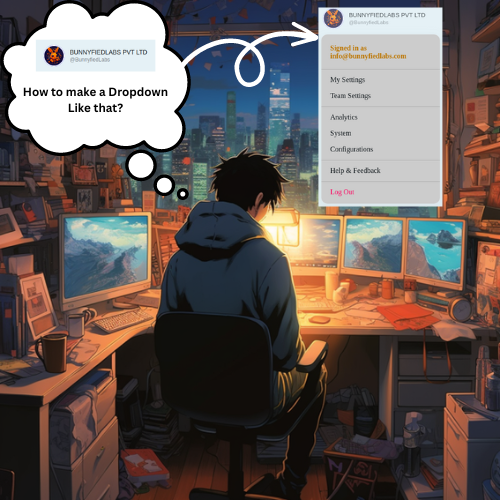 BUNNYFIEDLABS PVT LTD
@BunnyfiedLabs
How to make a Dropdown
Like that?
BUNNYFIEDLABS PVT LTD
@BunnyfiedLabs
Signed in as
info@bunnyfiedlabs.com
My Settings
Team Settings
Analytics
System
Configurations
Help & Feedback
Log Out